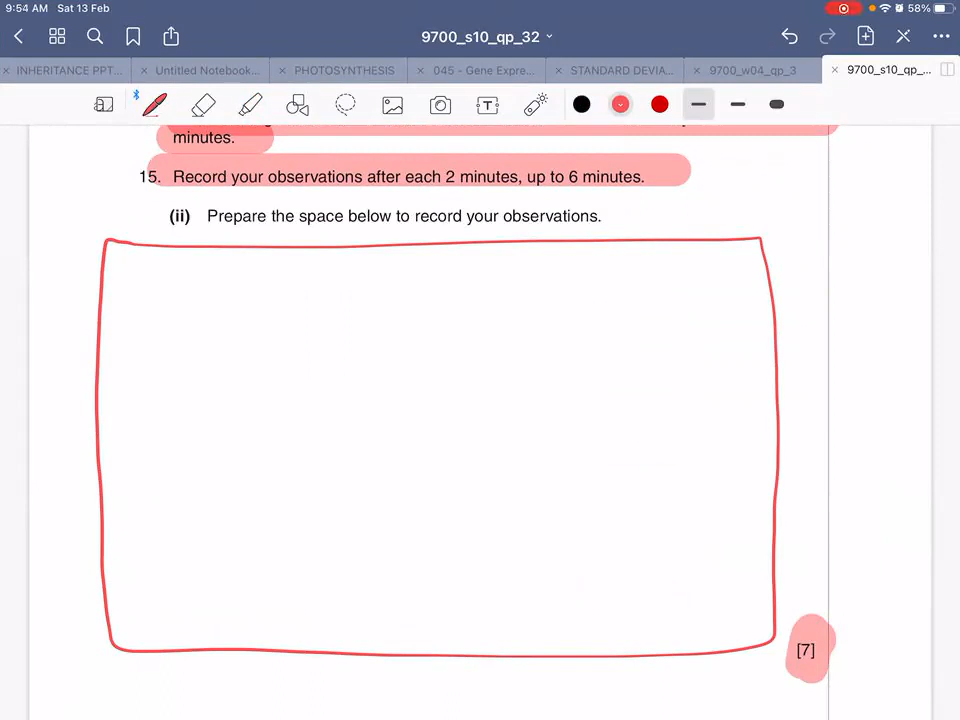 9:54 AM Sat 13 Feb
58%
9700_s10_qp_32
INHERITANCE PPT...
Untitled Notebook...
PHOTOSYNTHESIS
045 - Gene Expre...
STANDARD DEVIA...
9700_w04_qp_3
9700_s10_qp_...
minutes.
15. Record your observations after each 2 minutes, up to 6 minutes.
(ii) Prepare the space below to record your observations.
[7]